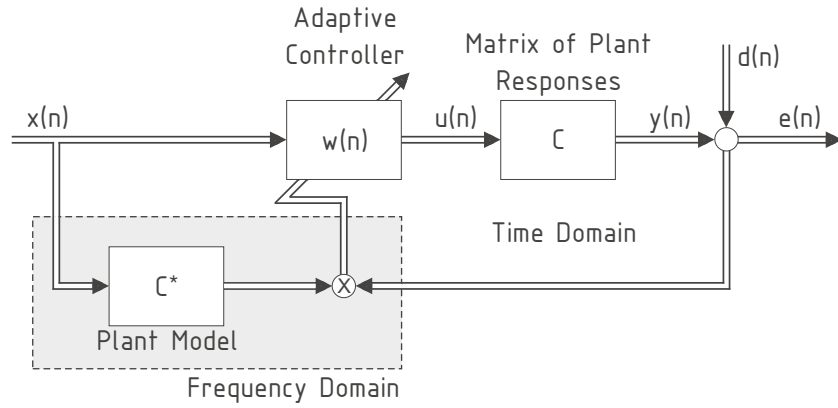 Adaptive
Controller
Matrix of Plant
Responses
d(n)
x(n)
w(n)
u(n)
C
y(n)
e(n)
Time Domain
C*
X
Plant Model
Frequency Domain